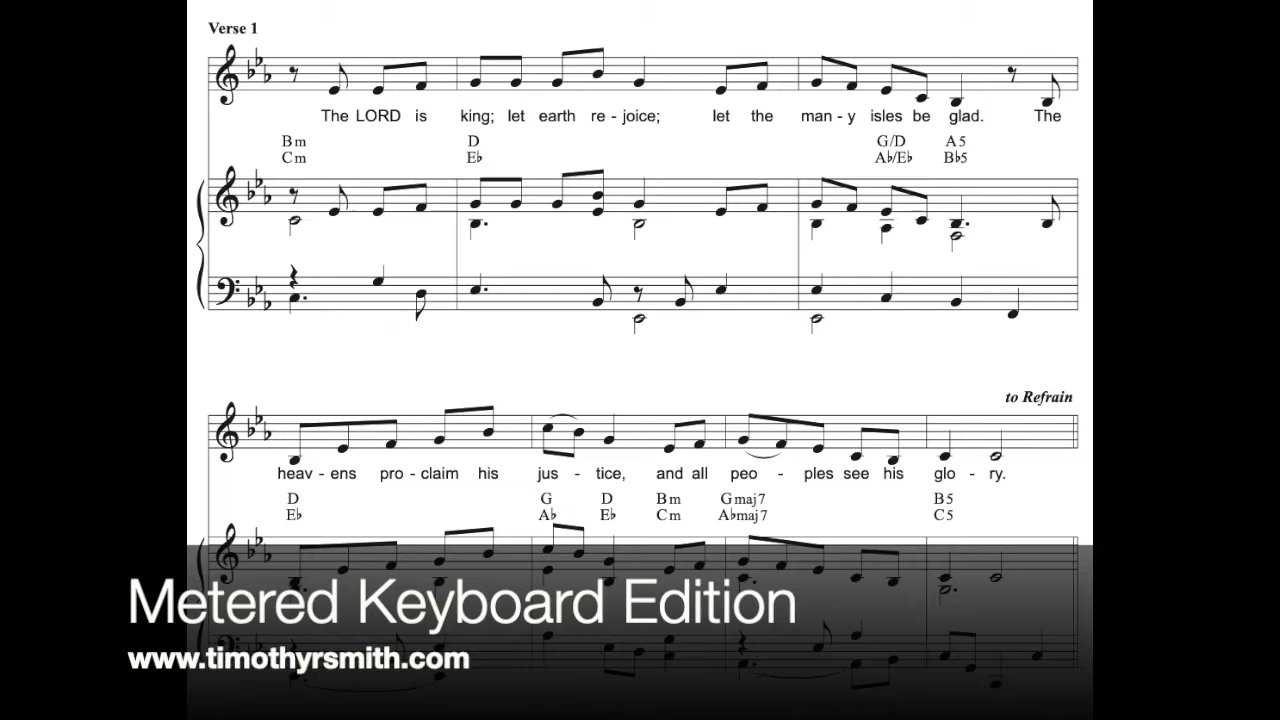 Verse 1
The LORD is king; let earth re - joice; let the man - y isles be glad. The
Bm D G/D A5
Cm E♭ A♭/E♭ B♭5
to Refrain
heav - ens pro - claim his jus - tice, and all peo - ples see his glo - ry.
D G D Bm Gmaj7 B5
E♭ A♭ E♭ Cm A♭maj7 C5
Metered Keyboard Edition
www.timothyrsmith.com